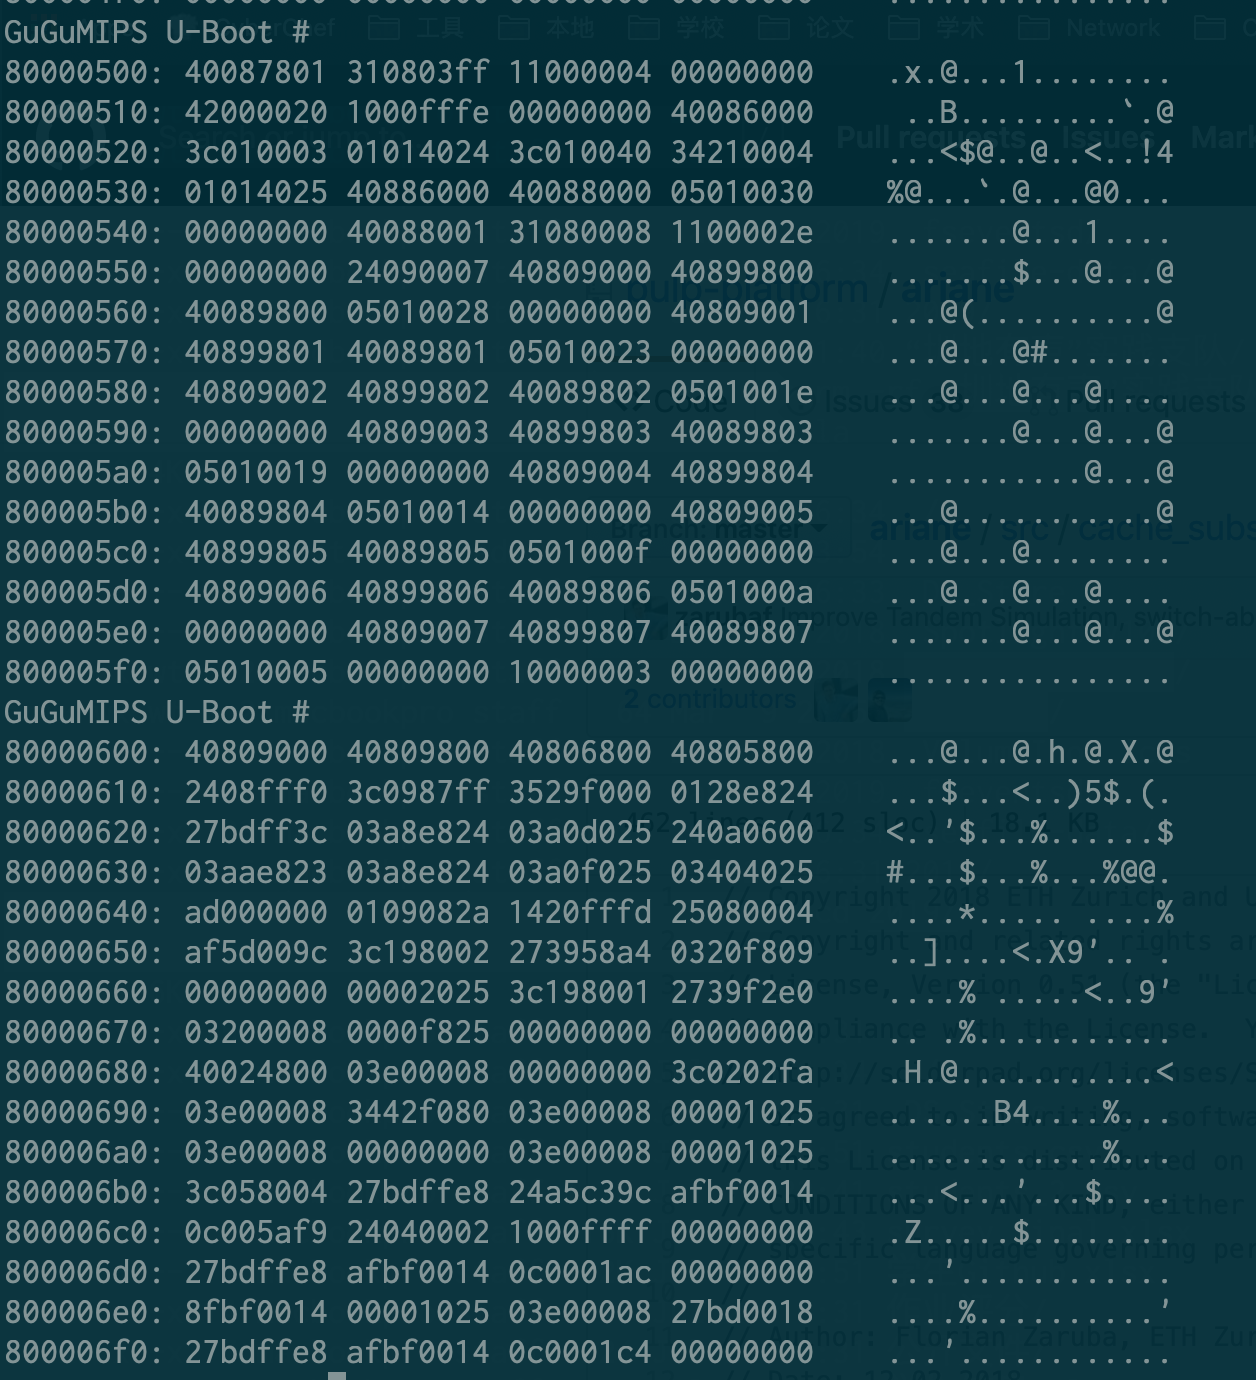 GuGuMIPS U-Boot #
80000500: 40087801 310803ff 11000004 00000000 .x.@...1........
80000510: 42000020 1000fffe 00000000 40086000 ..B.........`.@
80000520: 3c010003 01014024 3c010040 34210004 ...<$@..@..<..!4
80000530: 01014025 40886000 40088000 05010030 %@...`.@...@0...
80000540: 00000000 40088001 31080008 1100002e .......@...1....
80000550: 00000000 24090007 40809000 40899800 .......$...@...@
80000560: 40089800 05010028 00000000 40809001 ...@(..........@
80000570: 40899801 40089801 05010023 00000000 ...@...@#.......
80000580: 40809002 40899802 40089802 0501001e ...@...@...@....
80000590: 00000000 40809003 40899803 40089803 .......@...@...@
800005a0: 05010019 00000000 40809004 40899804 ...........@...@
800005b0: 40089804 05010014 00000000 40809005 ...@...........@
800005c0: 40899805 40089805 0501000f 00000000 ...@...@........
800005d0: 40809006 40899806 40089806 0501000a ...@...@...@....
800005e0: 00000000 40809007 40899807 40089807 .......@...@...@
800005f0: 05010005 00000000 10000003 00000000 ................
GuGuMIPS U-Boot #
80000600: 40809000 40809800 40806800 40805800 ...@...@.h.@.X.@
80000610: 2408fff0 3c0987ff 3529f000 0128e824 ...$...<..)5$.(.
80000620: 27bdff3c 03a8e824 03a0d025 240a0600 <..'$...%......$
80000630: 03aae823 03a8e824 03a0f025 03404025 #...$...%...%@@.
80000640: ad000000 0109082a 1420fffd 25080004 ....*..... ....%
80000650: af5d009c 3c198002 273958a4 0320f809 ..]....<.X9'.. .
80000660: 00000000 00002025 3c198001 2739f2e0 ....% .....<..9'
80000670: 03200008 0000f825 00000000 00000000 .. .%...........
80000680: 40024800 03e00008 00000000 3c0202fa .H.@...........<
80000690: 03e00008 3442f080 03e00008 00001025 ......B4....%...
800006a0: 03e00008 00000000 03e00008 00001025 ............%...
800006b0: 3c058004 27bdffe8 24a5c39c afbf0014 ...<...'...$....
800006c0: 0c005af9 24040002 1000ffff 00000000 .Z.....$........
800006d0: 27bdffe8 afbf0014 0c0001ac 00000000 ...'............
800006e0: 8fbf0014 00001025 03e00008 27bd0018 ....%..........'
800006f0: 27bdffe8 afbf0014 0c0001c4 00000000 ...'............